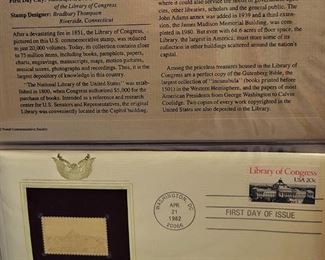 of the Library of Congress
Stamp Designer: Bradbury Thompson
Riverside, Connecticut
After a devastating fire in 1851, the Library of Congress,
pictured on this U.S. commemorative stamp, was reduced
to just 20,000 volumes. Today, its collection contains close
to 75 million items, including books, pamphlets, papers,
charts, engravings, manuscripts, maps, motion pictures,
musical scores, photographs and recordings. Thus, it is the
largest depository of knowledge in this country.
"The National Library of the United States" was estab-
lished in 1800, when Congress authorized $5,000 for the
purchase of books. Intended as a reference and research
center for U.S. Senators and Representatives, the original
Library was conveniently located in the Capitol building.
where it could also
other libraries, scholars and the general public. The
John Adams annex was added in 1939 and a third exten-
sion, the James Madison Memorial Building, was com-
pleted in 1980. But even with 64.6 acres of floor space, the
Library, the largest in America, must store some of its
collection in other buildings scattered around the nation's
capital.
Among the priceless treasures housed in the Library of
Congress are a perfect copy of the Gutenberg Bible, the
largest collection of "incunabula" (books printed before
1501) in the Western Hemisphere, and the papers of most
American Presidents from George Washington to Calvin
Coolidge. Two copies of every work copyrighted in the
United States are also deposited in the Library.
Commemorative Society
WASHINGTON, DC
APR
21
1982
20066
Library of Congress
USA 20c
FIRST DAY OF ISSUE